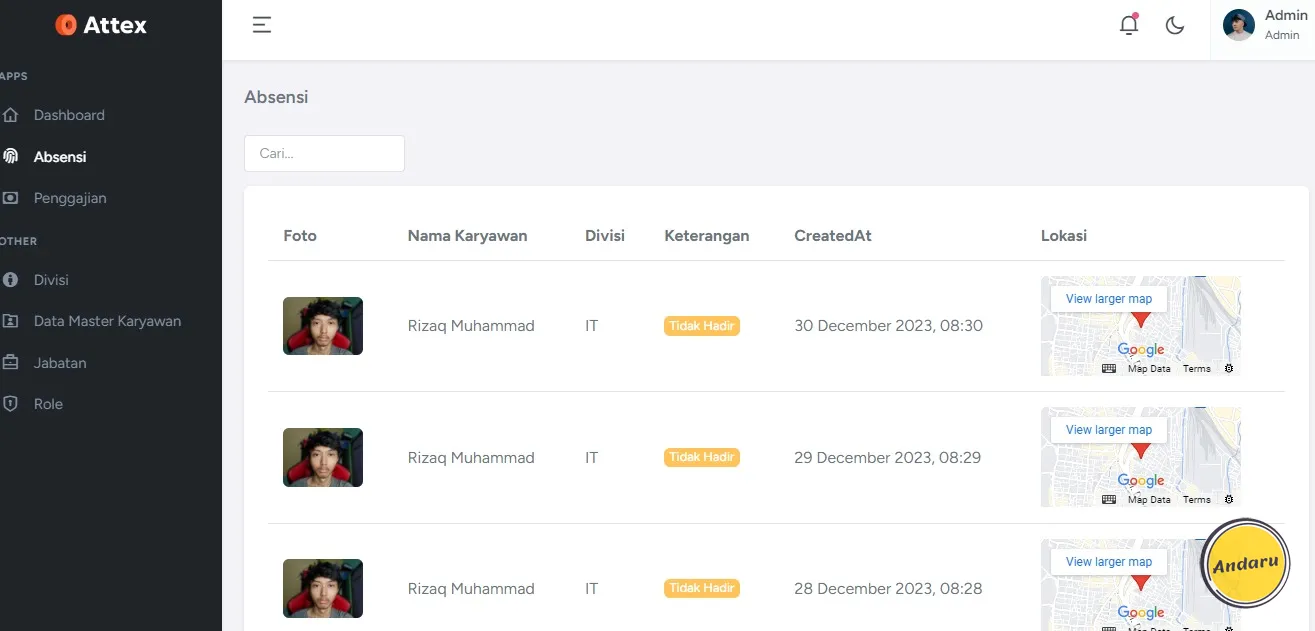 Attex
Admin
Admin
APPS
Dashboard
Absensi
Penggajian
OTHER
Divisi
Data Master Karyawan
Jabatan
Role
Absensi
Cari...
Foto Nama Karyawan Divisi Keterangan CreatedAt Lokasi
Rizaq Muhammad IT Tidak Hadir 30 December 2023, 08:30
View larger map
Google
Map Data Terms
Rizaq Muhammad IT Tidak Hadir 29 December 2023, 08:29
View larger map
Google
Map Data Terms
Rizaq Muhammad IT Tidak Hadir 28 December 2023, 08:28
View larger map
Google
Map Data Terms
Andaru